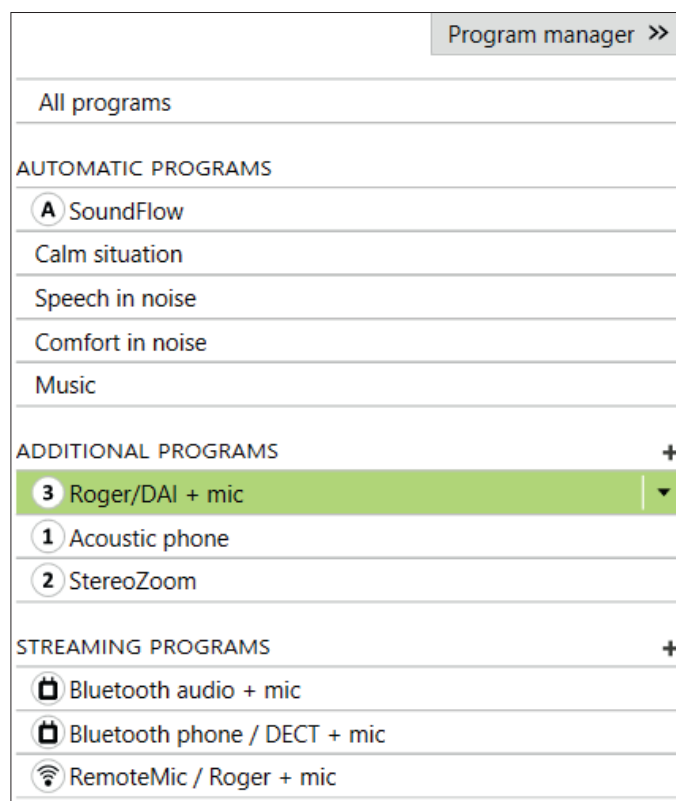 Program manager »
All programs
AUTOMATIC PROGRAMS
A SoundFlow
Calm situation
Speech in noise
Comfort in noise
Music
ADDITIONAL PROGRAMS +
3 Roger/DAI + mic
1 Acoustic phone
2 StereoZoom
STREAMING PROGRAMS +
Bluetooth audio + mic
Bluetooth phone / DECT + mic
RemoteMic / Roger + mic